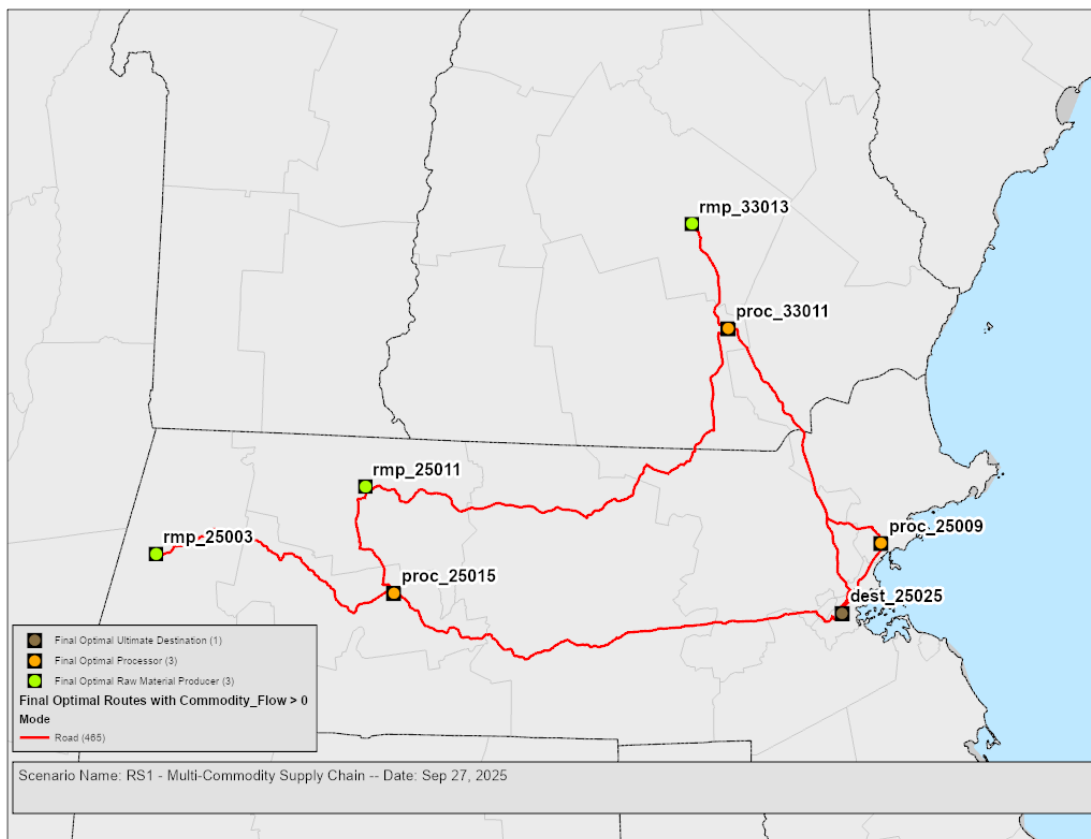 rmp_33013
proc_33011
rmp_25011
rmp_25003
proc_25009
proc_25015
dest_25025
Final Optimal Ultimate Destination (1)
Final Optimal Processor (3)
Final Optimal Raw Material Producer (3)
Final Optimal Routes with Commodity_Flow > 0
Mode
Road (465)
Scenario Name: RS1 - Multi-Commodity Supply Chain -- Date: Sep 27, 2025